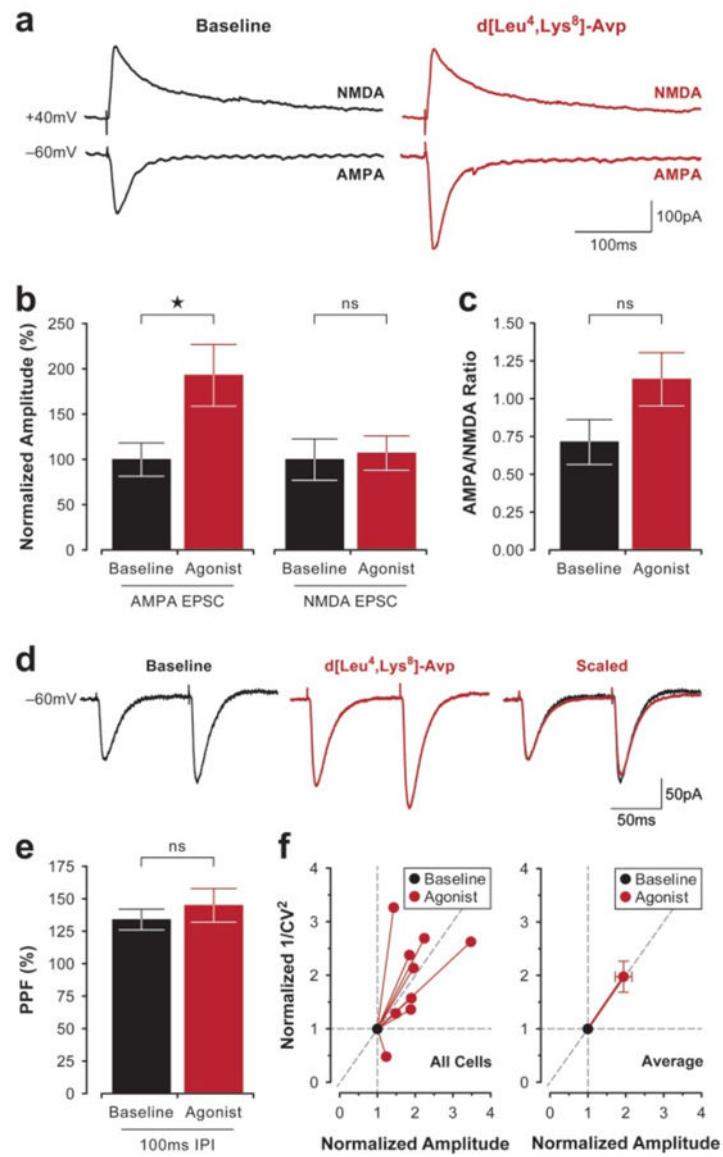 a
Baseline
d[Leu⁴,Lys⁸]-Avp
NMDA
NMDA
+40mV
−60mV
AMPA
AMPA
100pA
100ms
b
★
ns
250
200
150
100
50
0
Normalized Amplitude (%)
Baseline Agonist
Baseline Agonist
AMPA EPSC
NMDA EPSC
c
ns
1.50
1.25
1.00
0.75
0.50
0.25
0.00
AMPA/NMDA Ratio
Baseline Agonist
d
Baseline
d[Leu⁴,Lys⁸]-Avp
Scaled
−60mV
50pA
50ms
e
ns
175
150
125
100
75
50
25
0
PPF (%)
Baseline Agonist
100ms IPI
f
4
3
2
1
0
Normalized 1/CV²
Baseline
Agonist
All Cells
0 1 2 3 4
Normalized Amplitude
4
3
2
1
0
Baseline
Agonist
Average
0 1 2 3 4
Normalized Amplitude